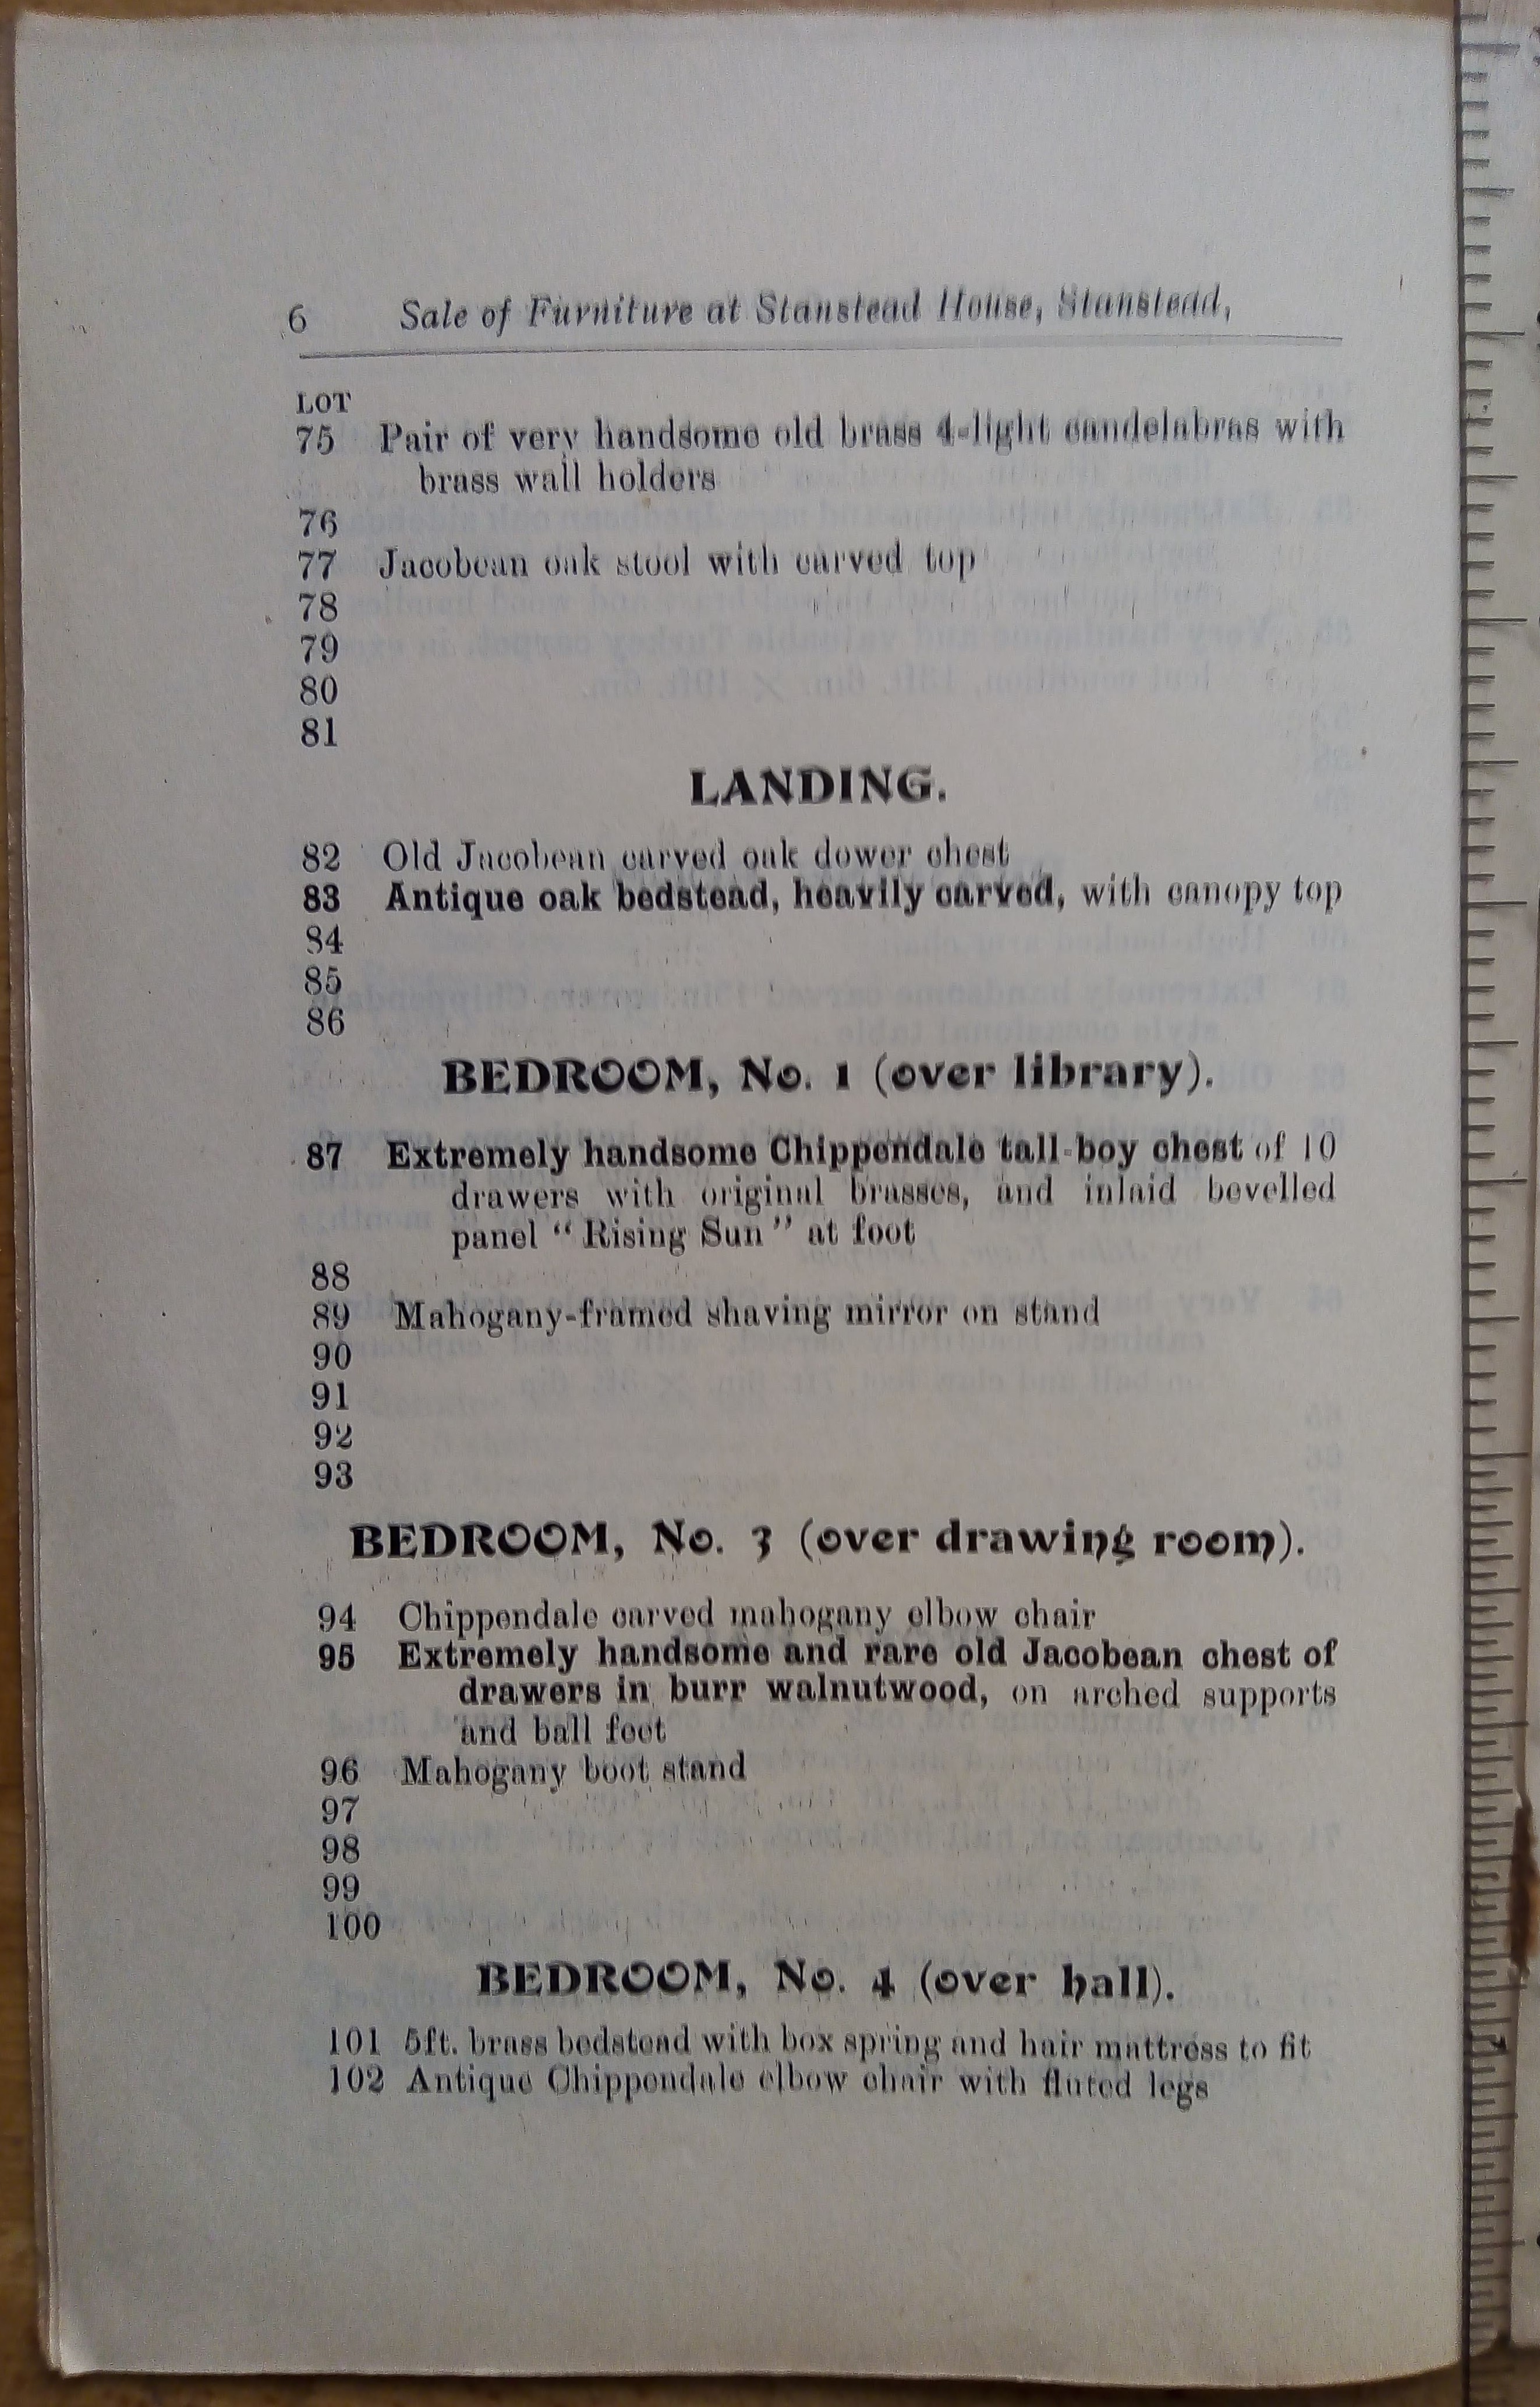 6 Sale of Furniture at Stanstead House, Stanstead,
LOT
75 Pair of very handsome old brass 4-light candelabras with
brass wall holders
76
77 Jacobean oak stool with carved top
78
79
80
81
LANDING.
82 Old Jacobean carved oak dower chest
83 Antique oak bedstead, heavily carved, with canopy top
84
85
86
BEDROOM, No. 1 (over library).
87 Extremely handsome Chippendale tall-boy chest of 10
drawers with original brasses, and inlaid bevelled
panel “ Rising Sun ” at foot
88
89 Mahogany-framed shaving mirror on stand
90
91
92
93
BEDROOM, No. 3 (over drawing room).
94 Chippendale carved mahogany elbow chair
95 Extremely handsome and rare old Jacobean chest of
drawers in burr walnutwood, on arched supports
and ball feet
96 Mahogany boot stand
97
98
99
100
BEDROOM, No. 4 (over hall).
101 5ft. brass bedstead with box spring and hair mattress to fit
102 Antique Chippendale elbow chair with fluted legs